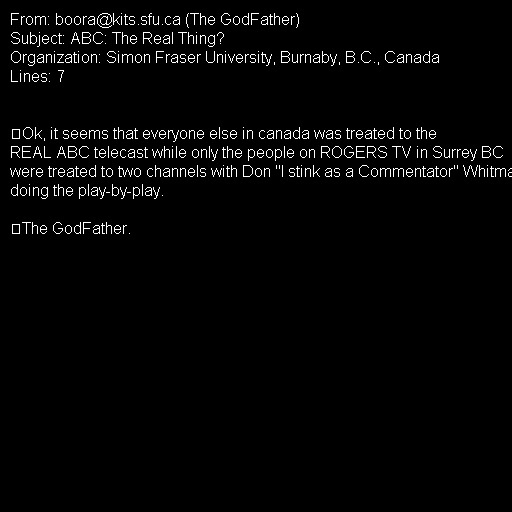 From: boora@kits.sfu.ca (The GodFather)
Subject: ABC: The Real Thing?
Organization: Simon Fraser University, Burnaby, B.C., Canada
Lines: 7
Ok, it seems that everyone else in canada was treated to the
REAL ABC telecast while only the people on ROGERS TV in Surrey BC
were treated to two channels with Don "I stink as a Commentator" Whitma
doing the play-by-play.
The GodFather.